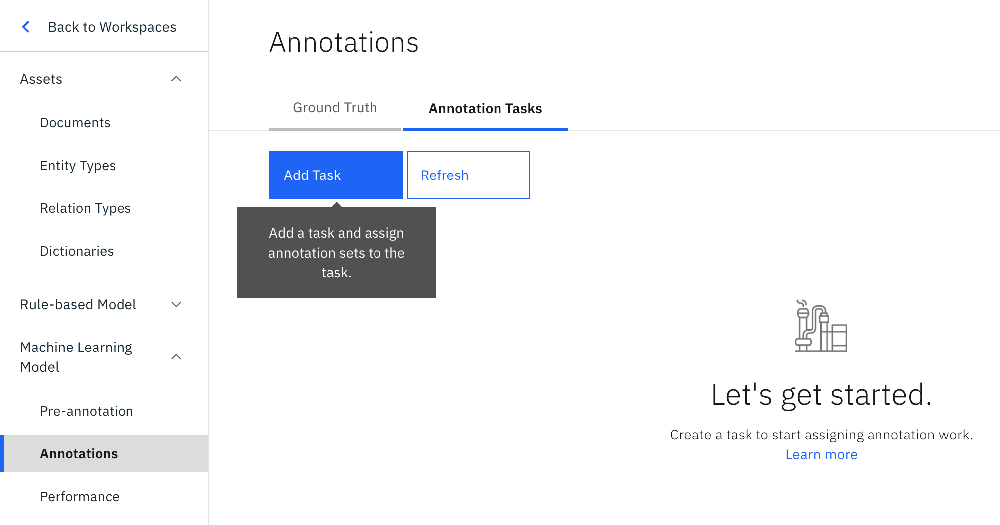 Back to Workspaces
Assets
Documents
Entity Types
Relation Types
Dictionaries
Rule-based Model
Machine Learning
Model
Pre-annotation
Annotations
Performance
Annotations
Ground Truth
Annotation Tasks
Add Task
Refresh
Add a task and assign
annotation sets to the
task.
Let's get started.
Create a task to start assigning annotation work.
Learn more